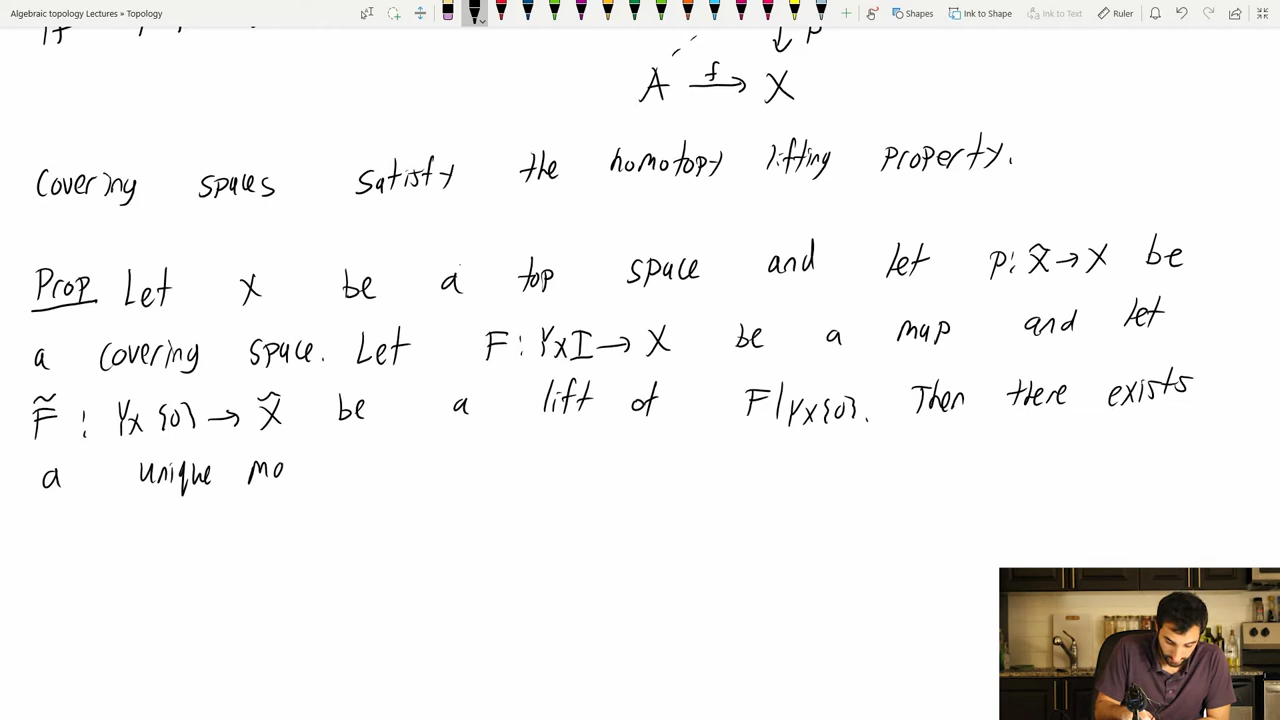 Algebraic topology Lectures » Topology
Shapes
Ink to Shape
Ink to Text
Ruler
A f X
Covering spaces satisfy the homotopy lifting property.
Prop Let X be a top space and let p: X̃ → X be
a covering space. Let F: Y×I → X be a map and let
F̃ : Y×{0} → X̃ be a lift of F|Y×{0}. Then there exists
a unique mo